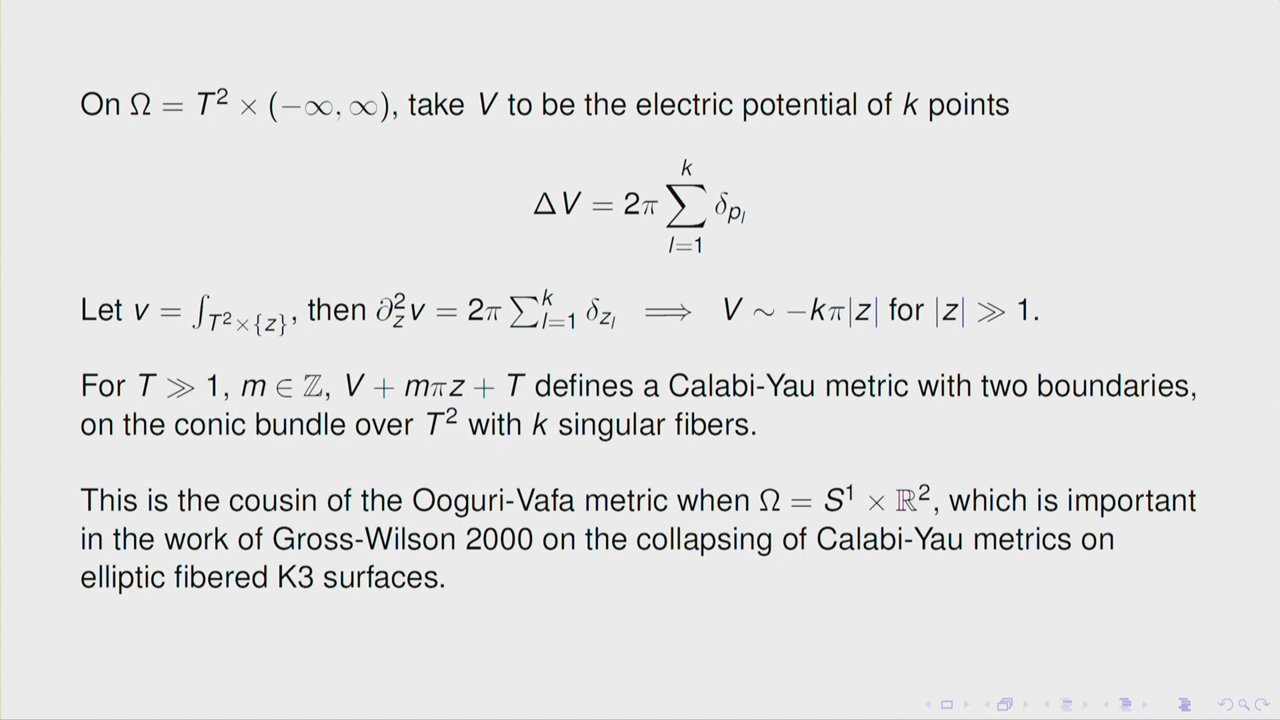 On Ω = T² × (−∞, ∞), take V to be the electric potential of k points
ΔV = 2π ∑_{l=1}^{k} δ_{p_l}
Let v = ∫_{T²×{z}}, then ∂_z² v = 2π ∑_{l=1}^{k} δ_{z_l} ⟹ V ∼ −kπ|z| for |z| ≫ 1.
For T ≫ 1, m ∈ ℤ, V + mπz + T defines a Calabi-Yau metric with two boundaries,
on the conic bundle over T² with k singular fibers.
This is the cousin of the Ooguri-Vafa metric when Ω = S¹ × ℝ², which is important
in the work of Gross-Wilson 2000 on the collapsing of Calabi-Yau metrics on
elliptic fibered K3 surfaces.